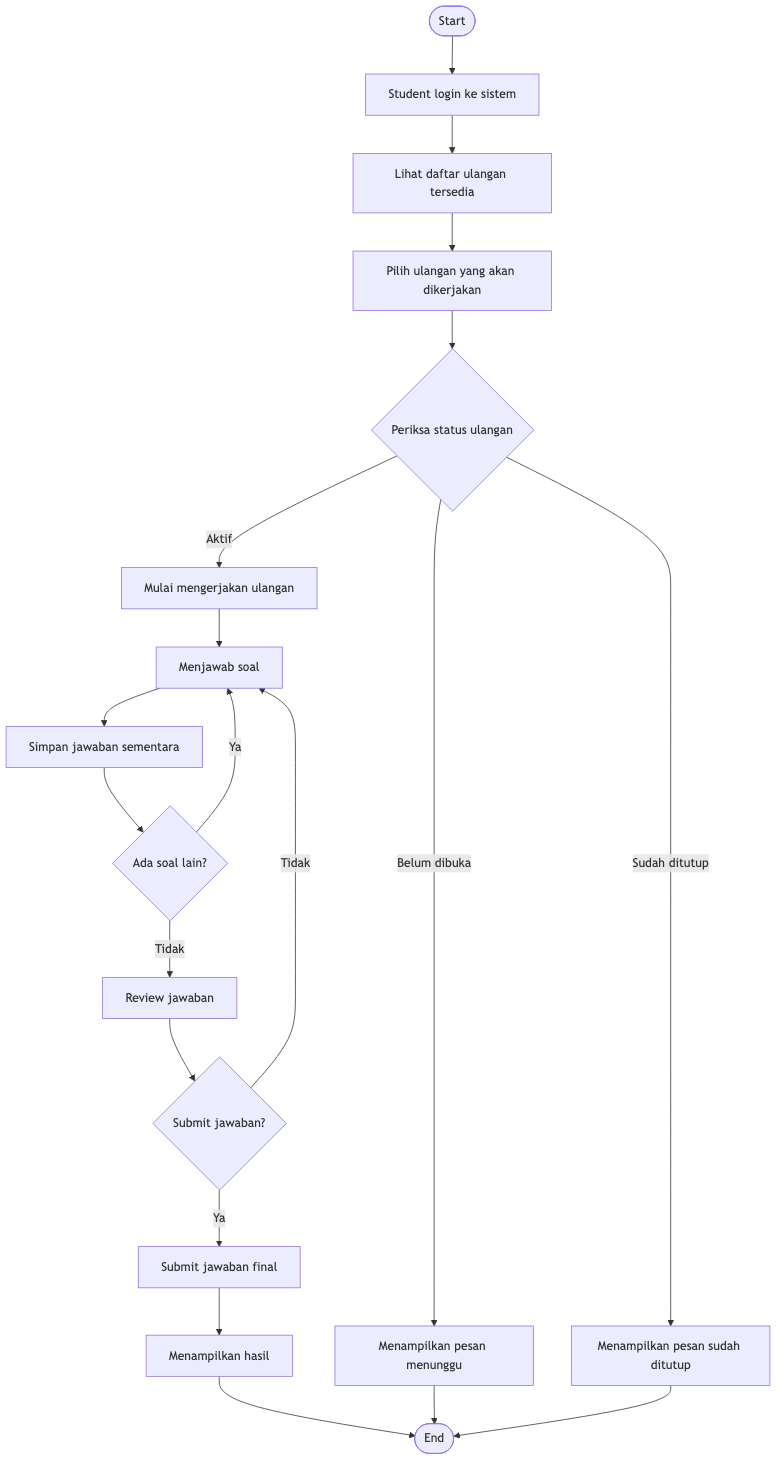 Start
Student login ke sistem
Lihat daftar ulangan
tersedia
Pilih ulangan yang akan
dikerjakan
Periksa status ulangan
Aktif
Mulai mengerjakan ulangan
Menjawab soal
Simpan jawaban sementara
Ya
Ada soal lain?
Tidak
Belum dibuka
Sudah ditutup
Tidak
Review jawaban
Submit jawaban?
Ya
Submit jawaban final
Menampilkan hasil
Menampilkan pesan
menunggu
Menampilkan pesan sudah
ditutup
End